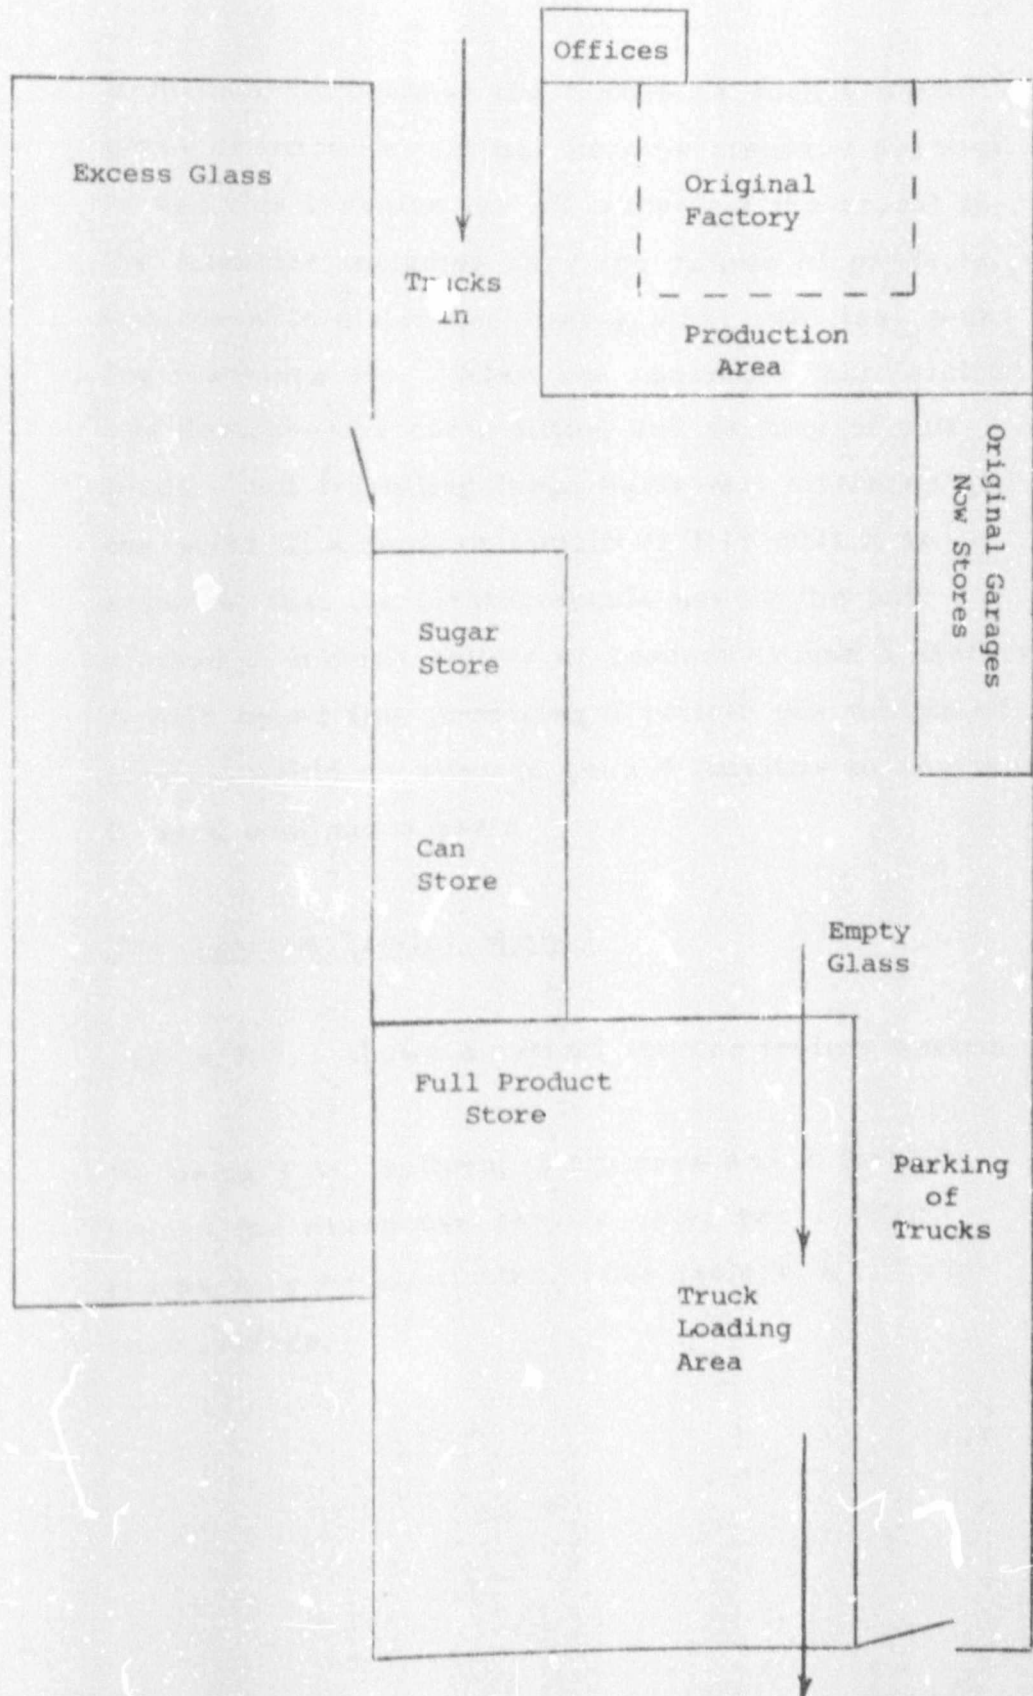 Offices
Excess Glass
Original
Factory
Trucks
in
Production
Area
Original Garages
Now Stores
Sugar
Store
Can
Store
Empty
Glass
Full Product
Store
Parking
of
Trucks
Truck
Loading
Area